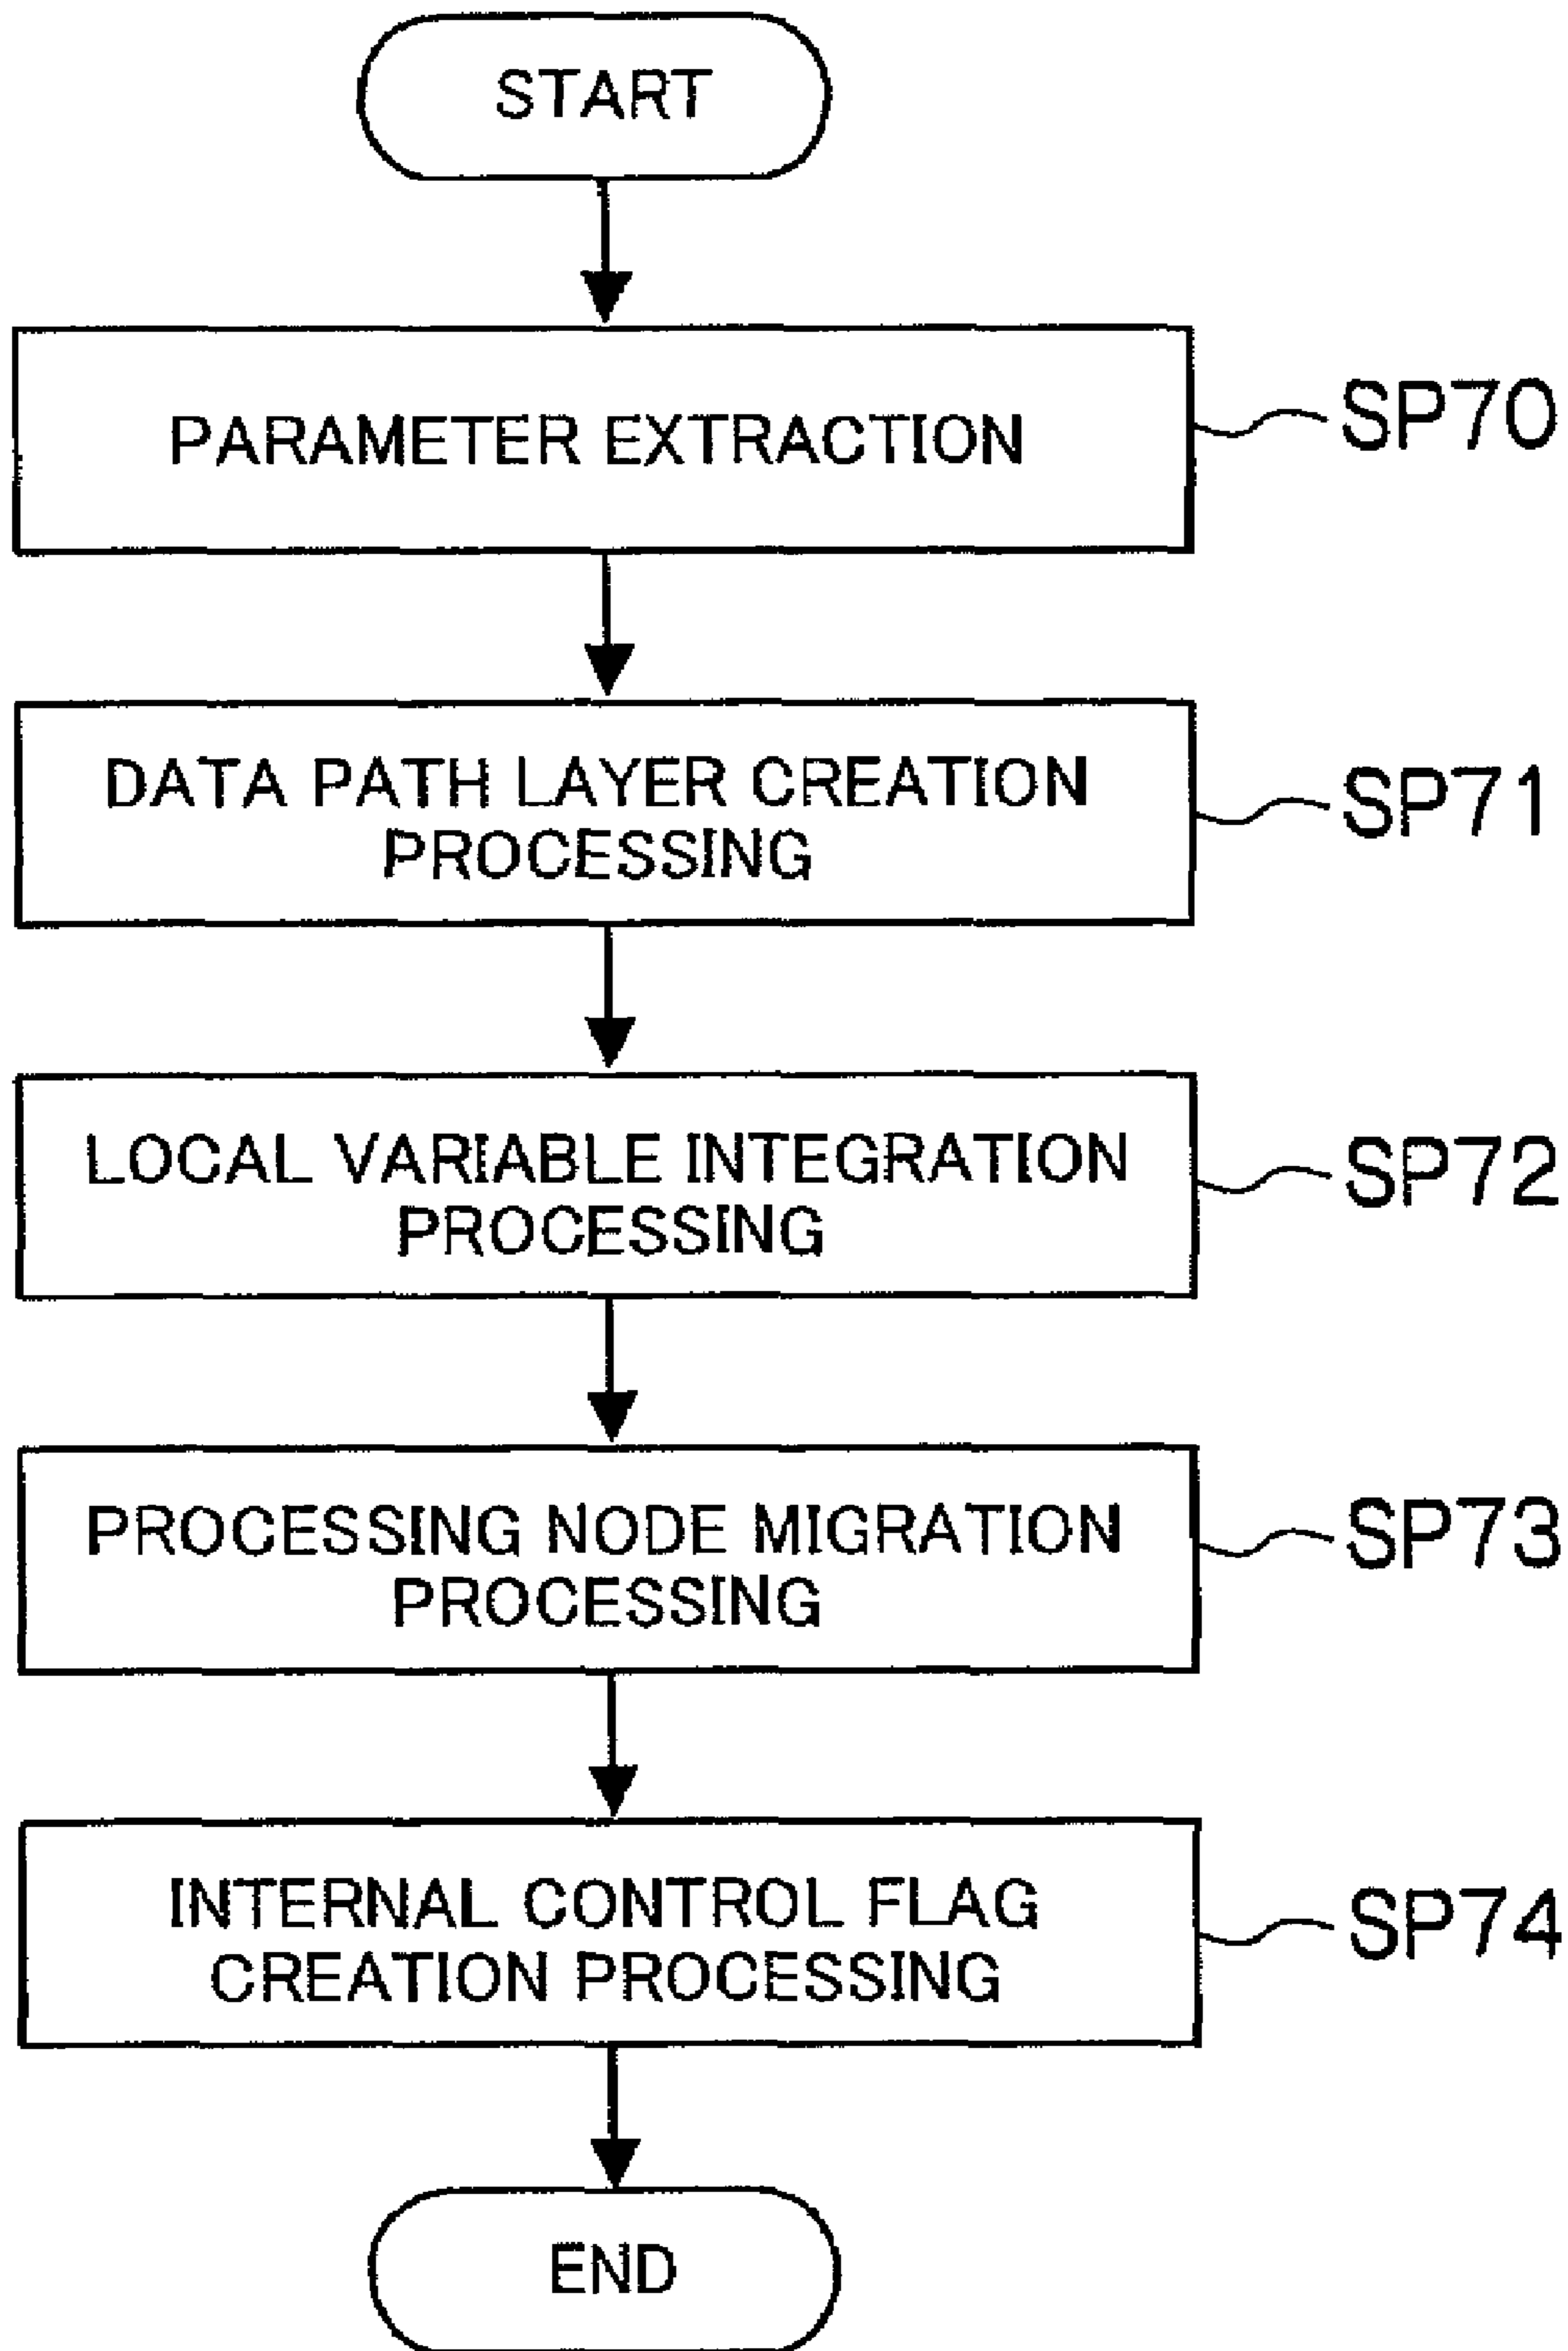 START
PARAMETER EXTRACTION
SP70
DATA PATH LAYER CREATION
PROCESSING
SP71
LOCAL VARIABLE INTEGRATION
PROCESSING
SP72
PROCESSING NODE MIGRATION
PROCESSING
SP73
INTERNAL CONTROL FLAG
CREATION PROCESSING
SP74
END